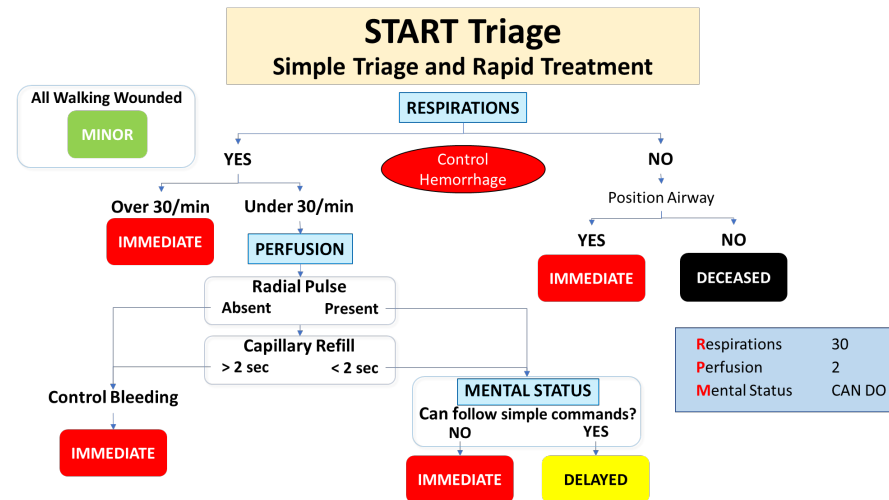 START Triage
Simple Triage and Rapid Treatment
All Walking Wounded
MINOR
RESPIRATIONS
YES
Control
Hemorrhage
NO
Position Airway
Over 30/min
Under 30/min
IMMEDIATE
PERFUSION
YES
NO
IMMEDIATE
DECEASED
Radial Pulse
Absent
Present
Capillary Refill
> 2 sec
< 2 sec
Control Bleeding
IMMEDIATE
MENTAL STATUS
Can follow simple commands?
NO
YES
IMMEDIATE
DELAYED
Respirations 30
Perfusion 2
Mental Status CAN DO